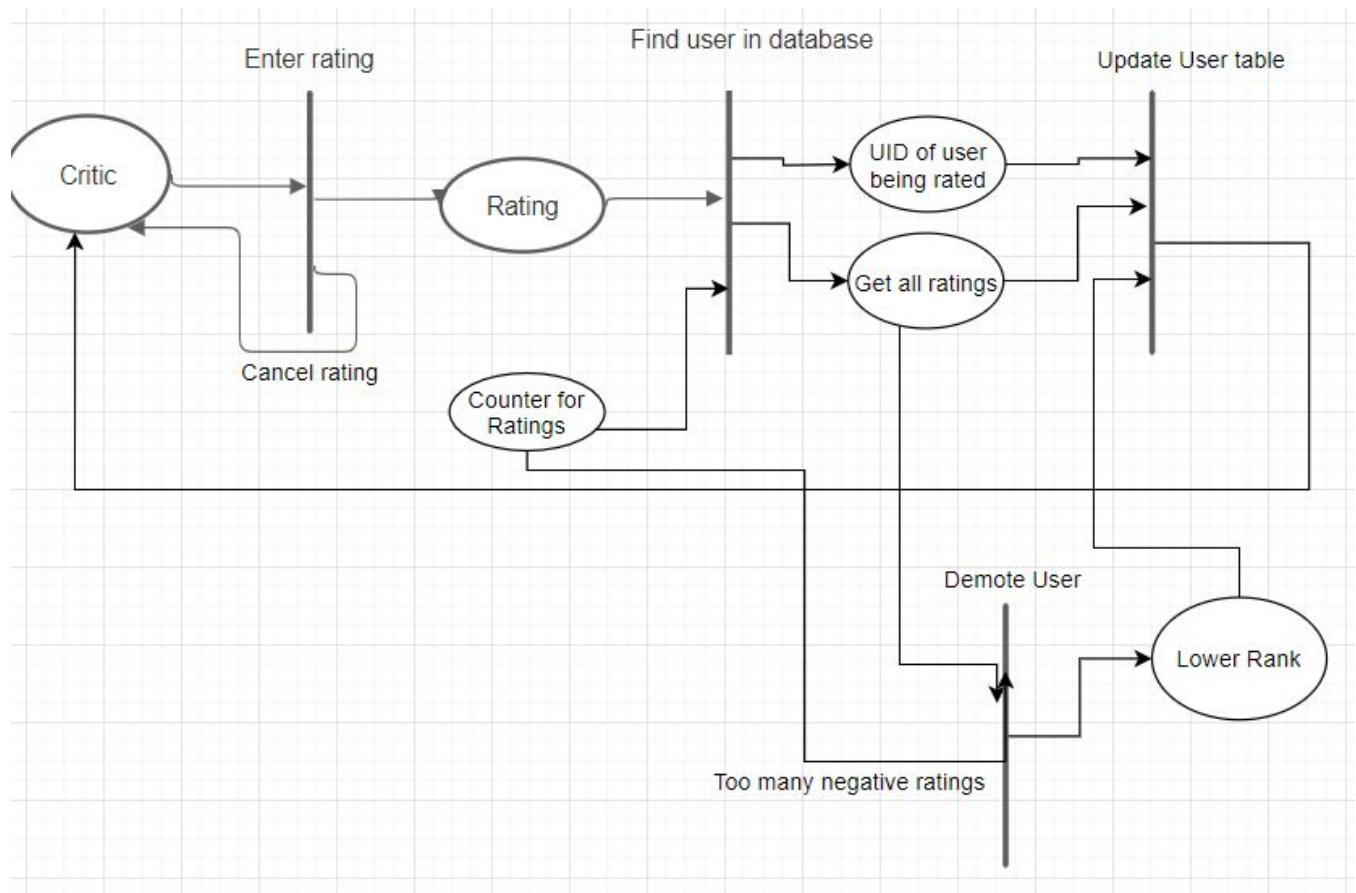 Enter rating
Find user in database
Update User table
Critic
Rating
UID of user
being rated
Get all ratings
Cancel rating
Counter for
Ratings
Demote User
Lower Rank
Too many negative ratings